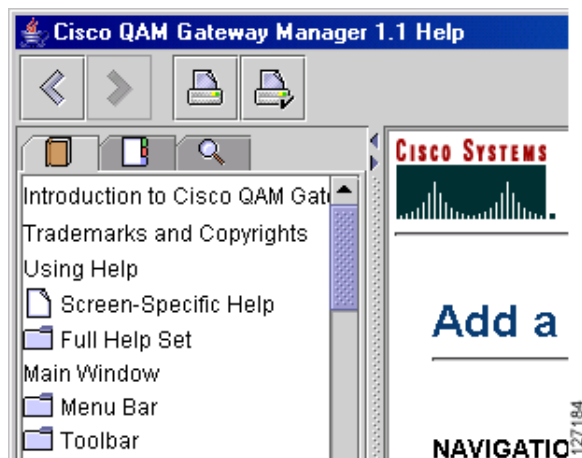 Cisco QAM Gateway Manager 1.1 Help
Introduction to Cisco QAM Gat
Trademarks and Copyrights
Using Help
Screen-Specific Help
Full Help Set
Main Window
Menu Bar
Toolbar
CISCO SYSTEMS
Add a
NAVIGATIO
127184